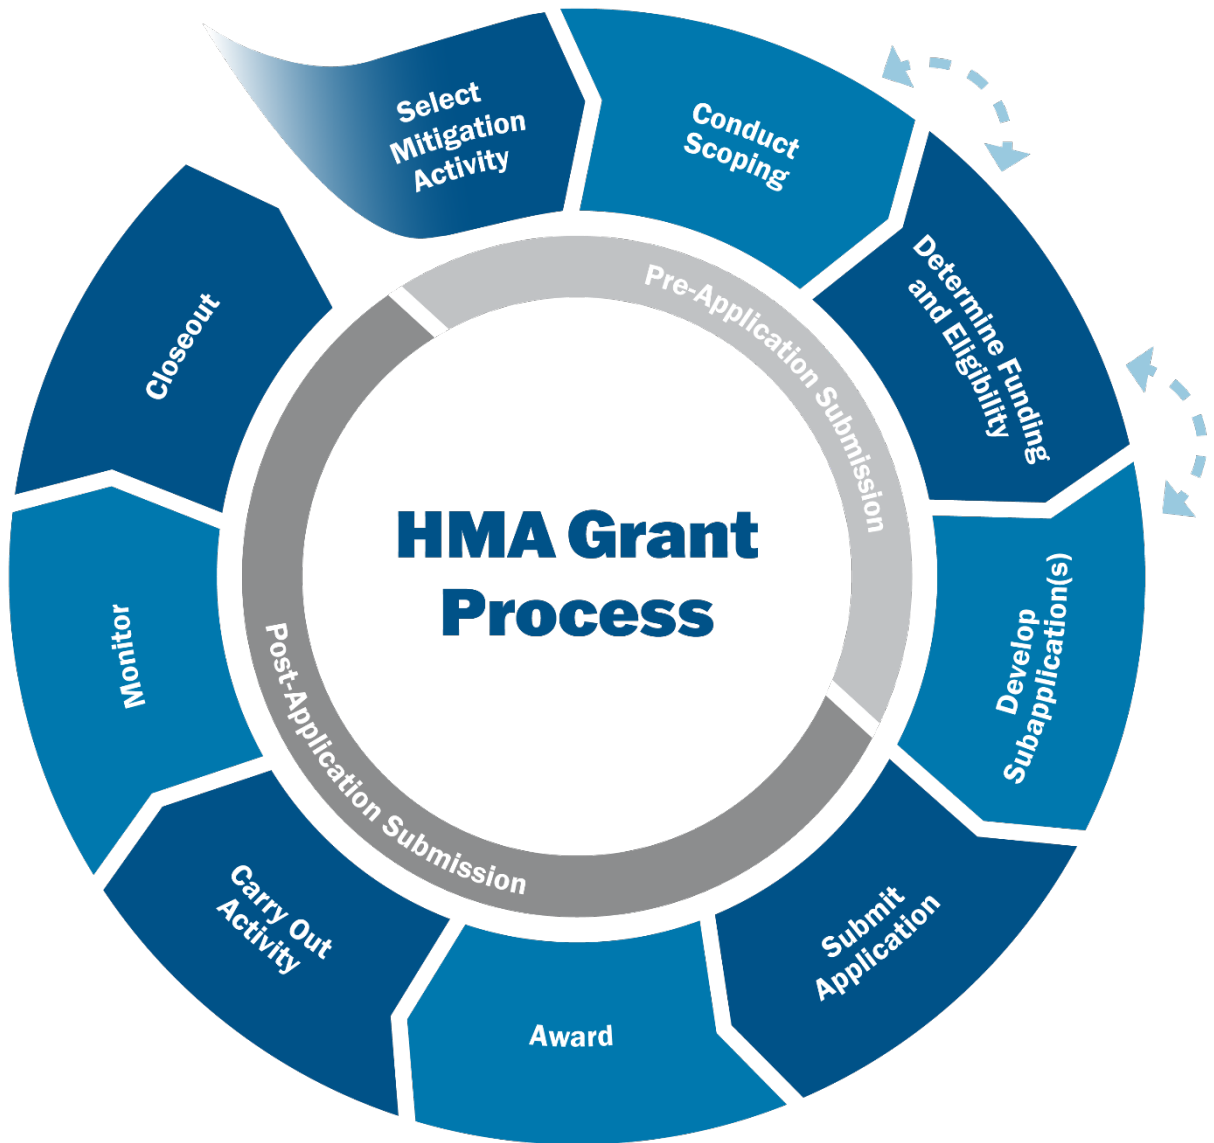 Select
Mitigation
Activity
Conduct
Scoping
Determine Funding
and Eligibility
Develop
Subapplication(s)
Submit
Application
Award
Carry Out
Activity
Monitor
Closeout
Pre-Application Submission
Post-Application Submission
HMA Grant
Process